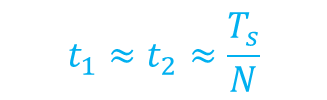 t₁ ≈ t₂ ≈ Tₛ/N